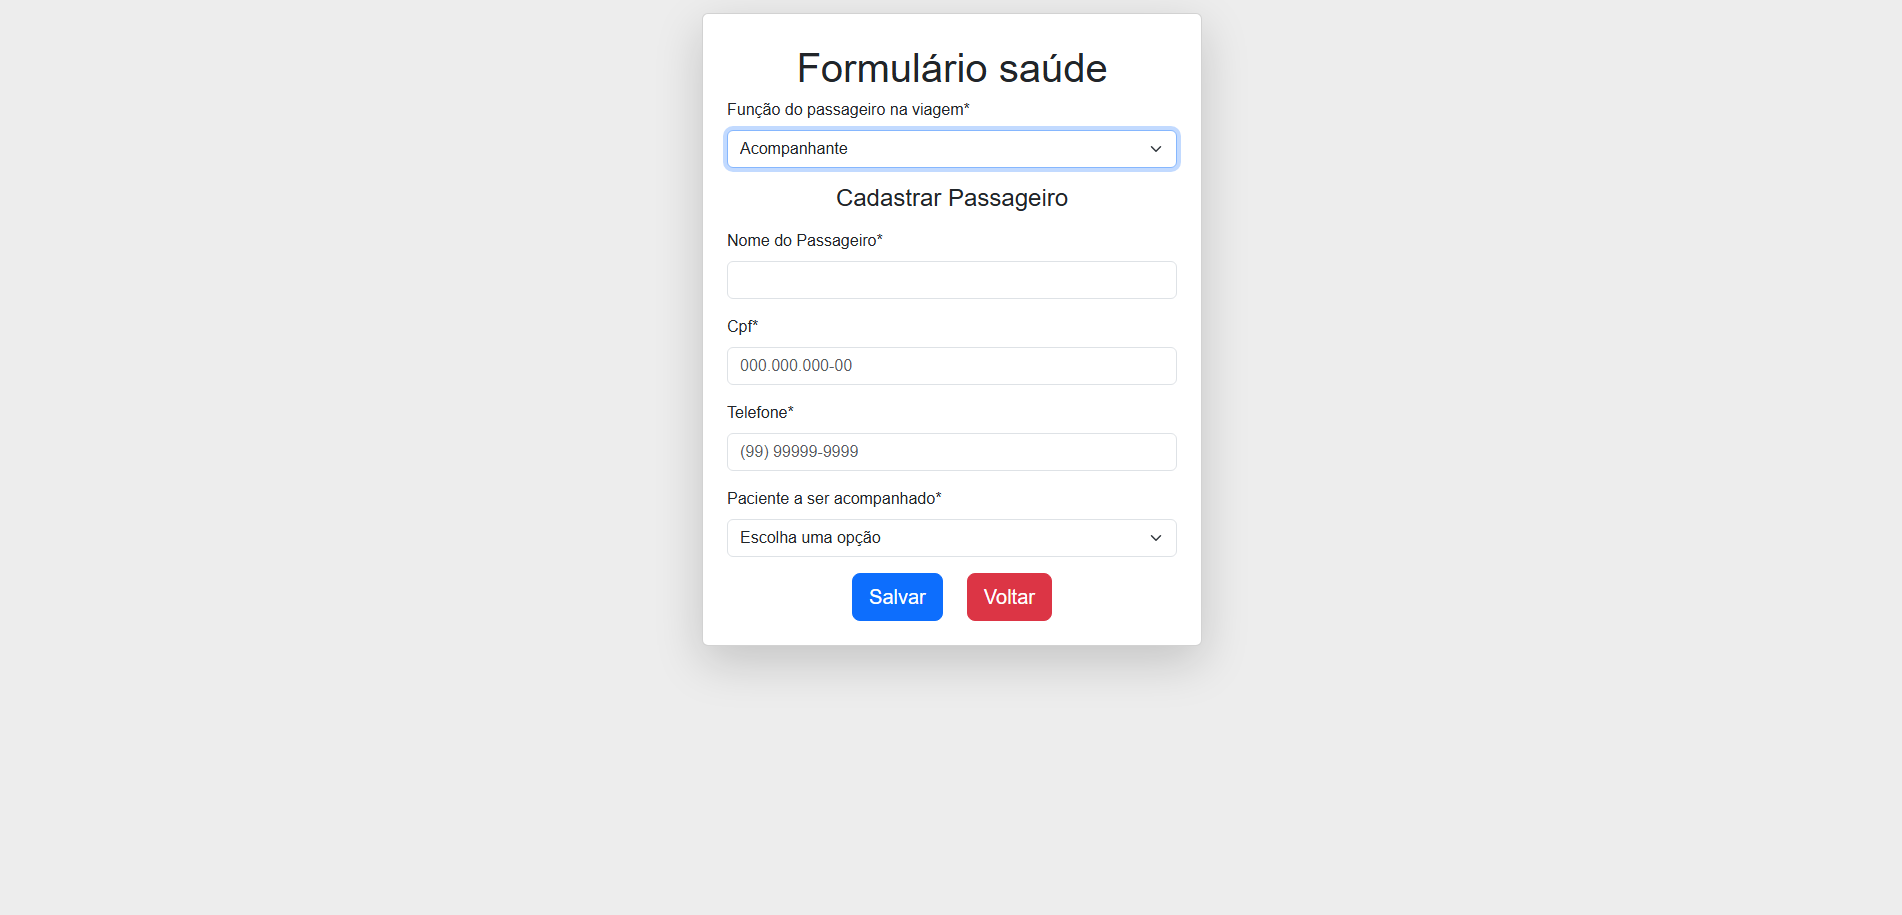 Formulário saúde
Função do passageiro na viagem*
Acompanhante
Cadastrar Passageiro
Nome do Passageiro*
Cpf*
000.000.000-00
Telefone*
(99) 99999-9999
Paciente a ser acompanhado*
Escolha uma opção
Salvar Voltar